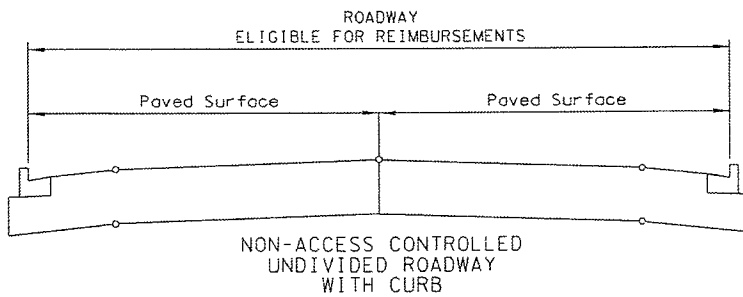 ROADWAY
ELIGIBLE FOR REIMBURSEMENTS
Paved Surface
Paved Surface
NON-ACCESS CONTROLLED
UNDIVIDED ROADWAY
WITH CURB